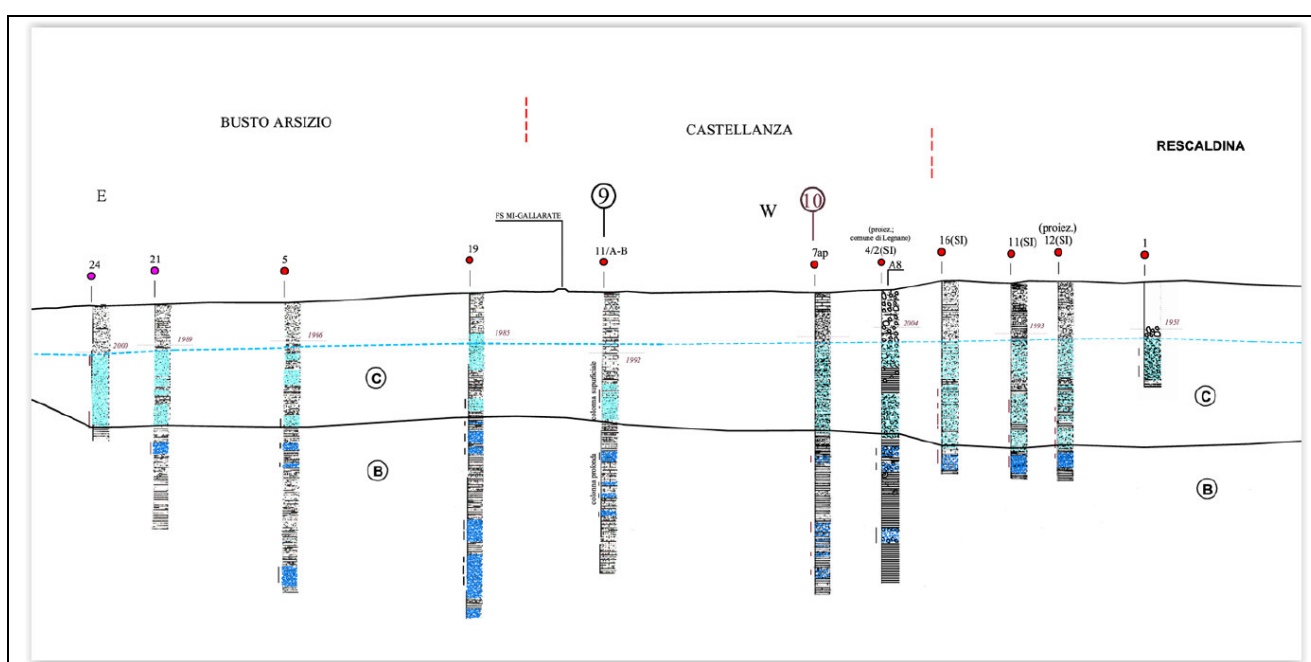 BUSTO ARSIZIO
CASTELLANZA
RESCALDINA
E
W
9
10
FS MI-GALLARATE
24
21
5
19
11/A-B
7ap
(proiez.;
comune di Legnano)
4/2(SI)
A8
16(SI)
11(SI)
(proiez.)
12(SI)
1
2000
1989
1996
1985
1992
2004
1993
1951
colonna superficiale
colonna profonda
C
C
B
B